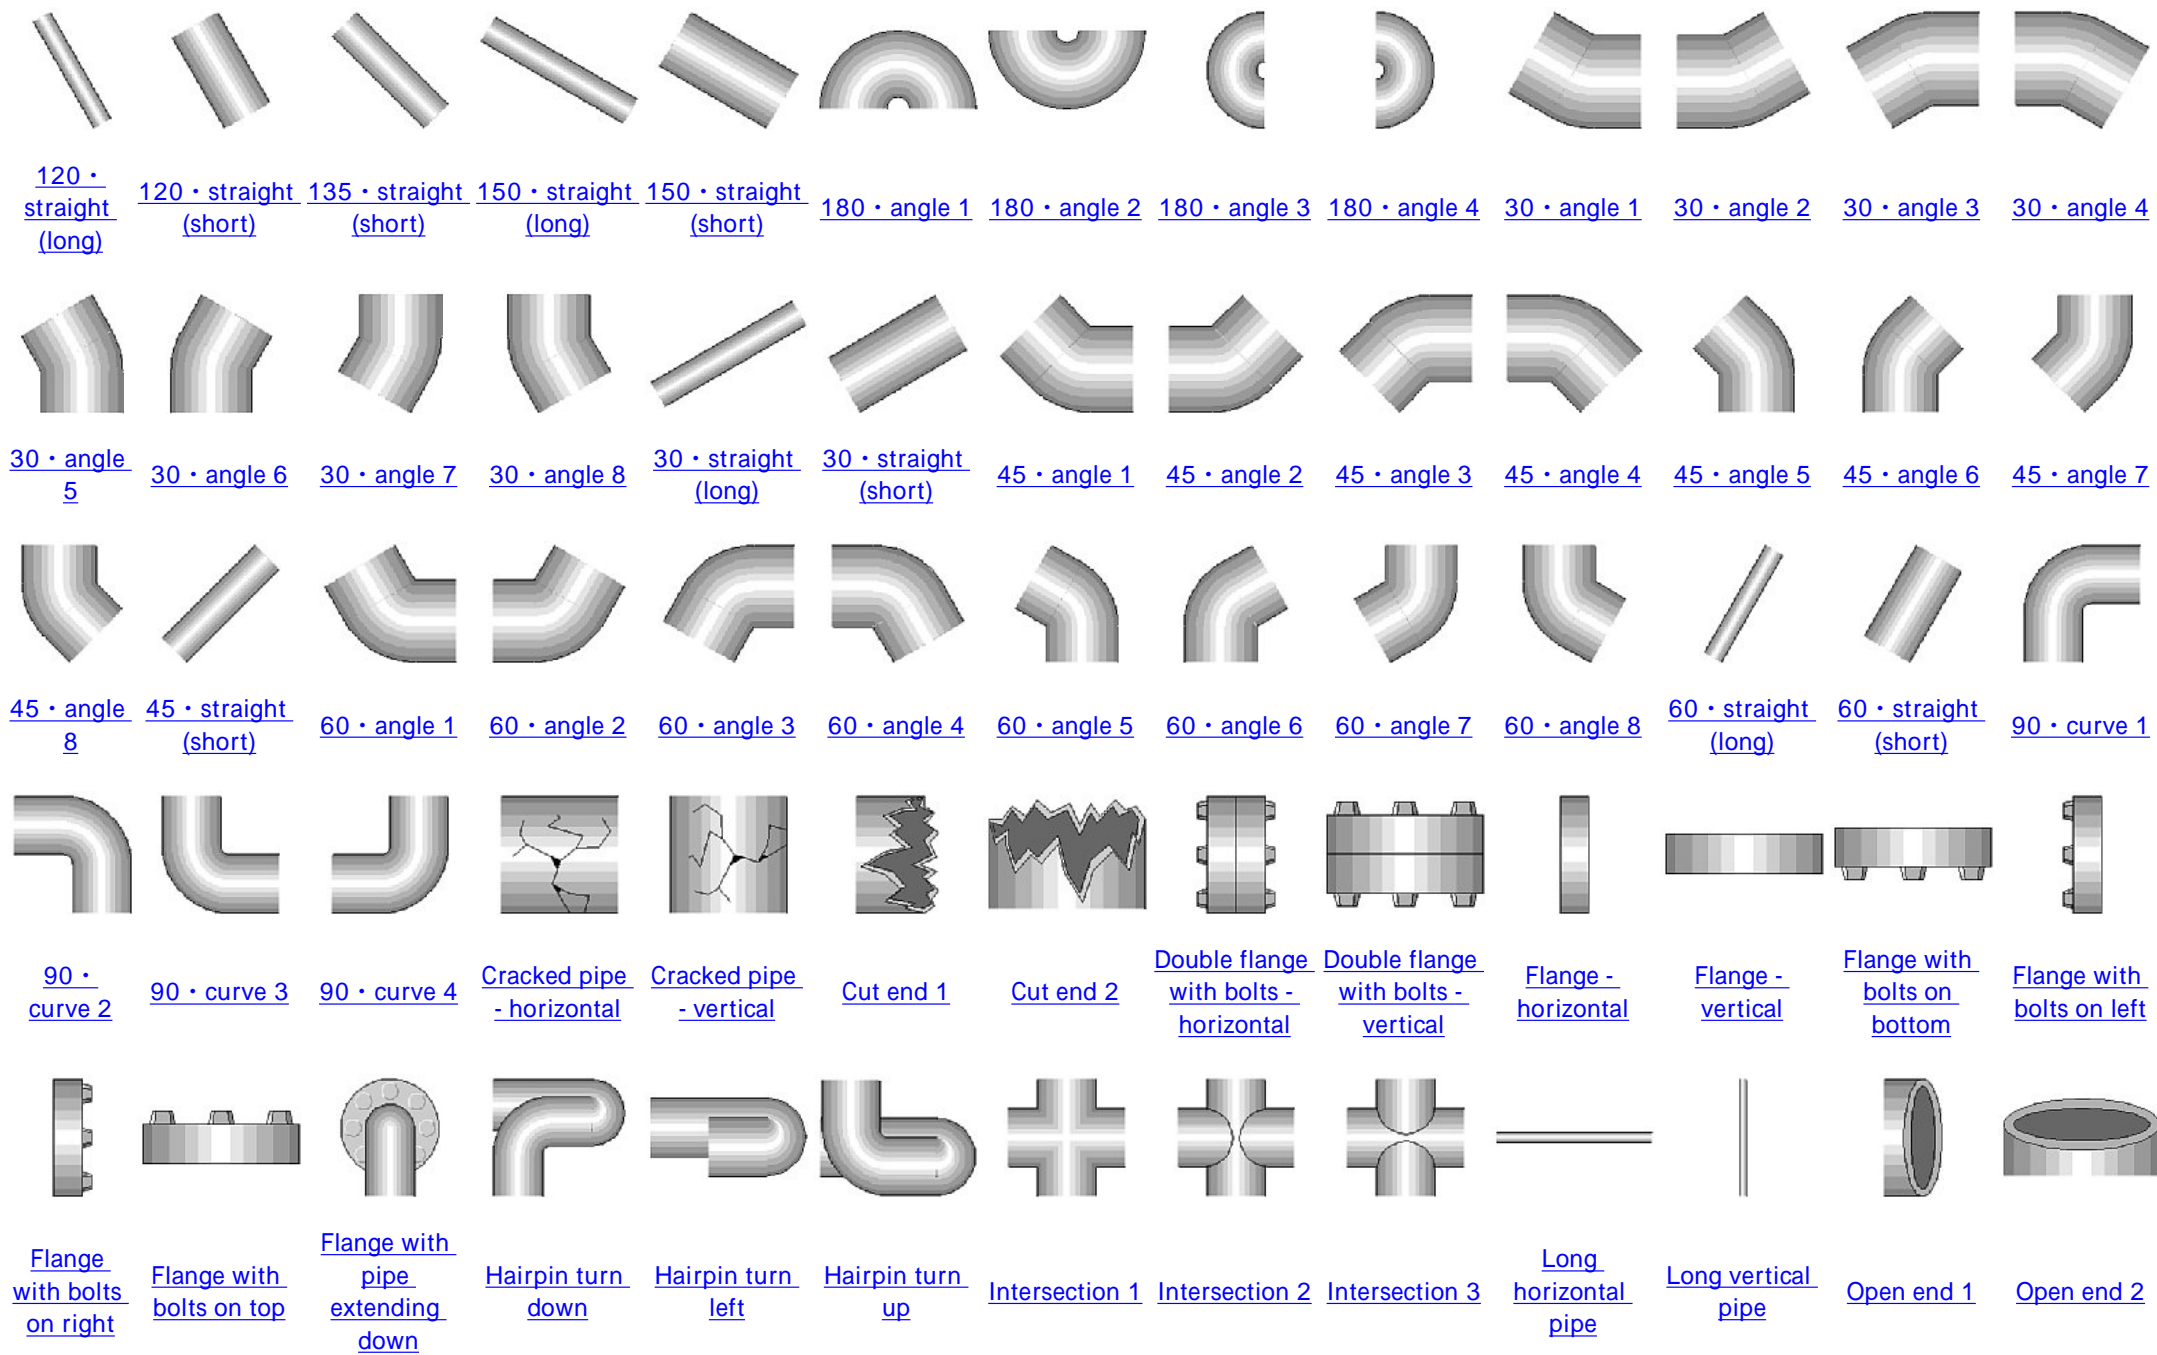 120 • straight (long)
120 • straight (short)
135 • straight (short)
150 • straight (long)
150 • straight (short)
180 • angle 1
180 • angle 2
180 • angle 3
180 • angle 4
30 • angle 1
30 • angle 2
30 • angle 3
30 • angle 4
30 • angle 5
30 • angle 6
30 • angle 7
30 • angle 8
30 • straight (long)
30 • straight (short)
45 • angle 1
45 • angle 2
45 • angle 3
45 • angle 4
45 • angle 5
45 • angle 6
45 • angle 7
45 • angle 8
45 • straight (short)
60 • angle 1
60 • angle 2
60 • angle 3
60 • angle 4
60 • angle 5
60 • angle 6
60 • angle 7
60 • angle 8
60 • straight (long)
60 • straight (short)
90 • curve 1
90 • curve 2
90 • curve 3
90 • curve 4
Cracked pipe - horizontal
Cracked pipe - vertical
Cut end 1
Cut end 2
Double flange with bolts - horizontal
Double flange with bolts - vertical
Flange - horizontal
Flange - vertical
Flange with bolts on bottom
Flange with bolts on left
Flange with bolts on right
Flange with bolts on top
Flange with pipe extending down
Hairpin turn down
Hairpin turn left
Hairpin turn up
Intersection 1
Intersection 2
Intersection 3
Long horizontal pipe
Long vertical pipe
Open end 1
Open end 2